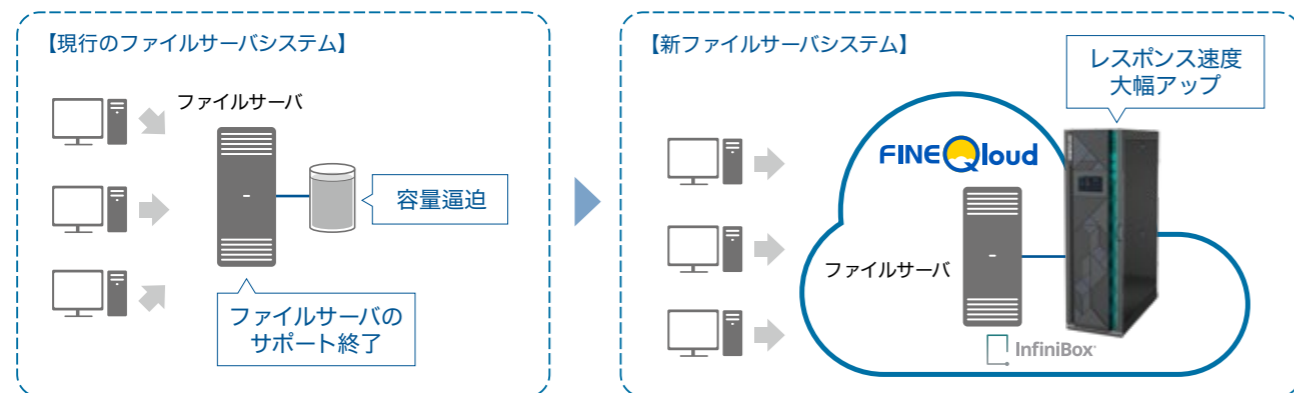 【現行のファイルサーバシステム】
ファイルサーバ
容量逼迫
ファイルサーバの
サポート終了
【新ファイルサーバシステム】
レスポンス速度
大幅アップ
FINEQloud
ファイルサーバ
InfiniBox